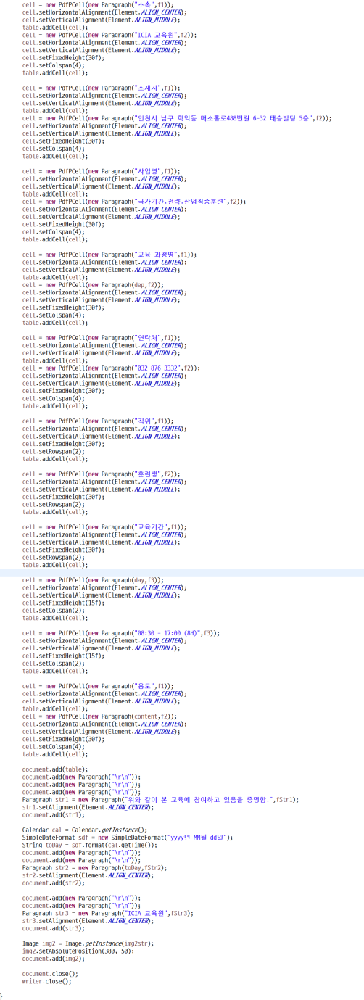 cell = new PdfPCell(new Paragraph("소속",f1));
cell.setHorizontalAlignment(Element.ALIGN_CENTER);
cell.setVerticalAlignment(Element.ALIGN_MIDDLE);
table.addCell(cell);
cell = new PdfPCell(new Paragraph("ICIA 교육원",f2));
cell.setHorizontalAlignment(Element.ALIGN_CENTER);
cell.setVerticalAlignment(Element.ALIGN_MIDDLE);
cell.setFixedHeight(30f);
cell.setColspan(4);
table.addCell(cell);
cell = new PdfPCell(new Paragraph("소재지",f1));
cell.setHorizontalAlignment(Element.ALIGN_CENTER);
cell.setVerticalAlignment(Element.ALIGN_MIDDLE);
table.addCell(cell);
cell = new PdfPCell(new Paragraph("인천시 남구 학익동 매소홀로488번길 6-32 태승빌딩 5층",f2));
cell.setHorizontalAlignment(Element.ALIGN_CENTER);
cell.setVerticalAlignment(Element.ALIGN_MIDDLE);
cell.setFixedHeight(30f);
cell.setColspan(4);
table.addCell(cell);
cell = new PdfPCell(new Paragraph("사업명",f1));
cell.setHorizontalAlignment(Element.ALIGN_CENTER);
cell.setVerticalAlignment(Element.ALIGN_MIDDLE);
table.addCell(cell);
cell = new PdfPCell(new Paragraph("국가기간.전략.산업직종훈련",f2));
cell.setHorizontalAlignment(Element.ALIGN_CENTER);
cell.setVerticalAlignment(Element.ALIGN_MIDDLE);
cell.setFixedHeight(30f);
cell.setColspan(4);
table.addCell(cell);
cell = new PdfPCell(new Paragraph("교육 과정명",f1));
cell.setHorizontalAlignment(Element.ALIGN_CENTER);
cell.setVerticalAlignment(Element.ALIGN_MIDDLE);
table.addCell(cell);
cell = new PdfPCell(new Paragraph(dep,f2));
cell.setHorizontalAlignment(Element.ALIGN_CENTER);
cell.setVerticalAlignment(Element.ALIGN_MIDDLE);
cell.setFixedHeight(30f);
cell.setColspan(4);
table.addCell(cell);
cell = new PdfPCell(new Paragraph("연락처",f1));
cell.setHorizontalAlignment(Element.ALIGN_CENTER);
cell.setVerticalAlignment(Element.ALIGN_MIDDLE);
table.addCell(cell);
cell = new PdfPCell(new Paragraph("032-876-3332",f2));
cell.setHorizontalAlignment(Element.ALIGN_CENTER);
cell.setVerticalAlignment(Element.ALIGN_MIDDLE);
cell.setFixedHeight(30f);
cell.setColspan(4);
table.addCell(cell);
cell = new PdfPCell(new Paragraph("직위",f1));
cell.setHorizontalAlignment(Element.ALIGN_CENTER);
cell.setVerticalAlignment(Element.ALIGN_MIDDLE);
cell.setFixedHeight(30f);
cell.setRowspan(2);
table.addCell(cell);
cell = new PdfPCell(new Paragraph("훈련생",f2));
cell.setHorizontalAlignment(Element.ALIGN_CENTER);
cell.setVerticalAlignment(Element.ALIGN_MIDDLE);
cell.setFixedHeight(30f);
cell.setRowspan(2);
table.addCell(cell);
cell = new PdfPCell(new Paragraph("교육기간",f1));
cell.setHorizontalAlignment(Element.ALIGN_CENTER);
cell.setVerticalAlignment(Element.ALIGN_MIDDLE);
cell.setFixedHeight(30f);
cell.setRowspan(2);
table.addCell(cell);
cell = new PdfPCell(new Paragraph(day,f3));
cell.setHorizontalAlignment(Element.ALIGN_CENTER);
cell.setVerticalAlignment(Element.ALIGN_MIDDLE);
cell.setFixedHeight(15f);
cell.setColspan(2);
table.addCell(cell);
cell = new PdfPCell(new Paragraph("08:30 - 17:00 (8H)",f3));
cell.setHorizontalAlignment(Element.ALIGN_CENTER);
cell.setVerticalAlignment(Element.ALIGN_MIDDLE);
cell.setFixedHeight(15f);
cell.setColspan(2);
table.addCell(cell);
cell = new PdfPCell(new Paragraph("용도",f1));
cell.setHorizontalAlignment(Element.ALIGN_CENTER);
cell.setVerticalAlignment(Element.ALIGN_MIDDLE);
table.addCell(cell);
cell = new PdfPCell(new Paragraph(content,f2));
cell.setHorizontalAlignment(Element.ALIGN_CENTER);
cell.setVerticalAlignment(Element.ALIGN_MIDDLE);
cell.setFixedHeight(30f);
cell.setColspan(4);
table.addCell(cell);
document.add(table);
document.add(new Paragraph("\r\n"));
document.add(new Paragraph("\r\n"));
document.add(new Paragraph("\r\n"));
Paragraph str1 = new Paragraph("위와 같이 본 교육에 참여하고 있음을 증명함.",fStr1);
str1.setAlignment(Element.ALIGN_CENTER);
document.add(str1);
Calendar cal = Calendar.getInstance();
SimpleDateFormat sdf = new SimpleDateFormat("yyyy년 MM월 dd일");
String toDay = sdf.format(cal.getTime());
document.add(new Paragraph("\r\n"));
document.add(new Paragraph("\r\n"));
Paragraph str2 = new Paragraph(toDay,fStr2);
str2.setAlignment(Element.ALIGN_CENTER);
document.add(str2);
document.add(new Paragraph("\r\n"));
document.add(new Paragraph("\r\n"));
Paragraph str3 = new Paragraph("ICIA 교육원",fStr3);
str3.setAlignment(Element.ALIGN_CENTER);
document.add(str3);
Image img2 = Image.getInstance(img2str);
img2.setAbsolutePosition(380, 50);
document.add(img2);
document.close();
writer.close();
}